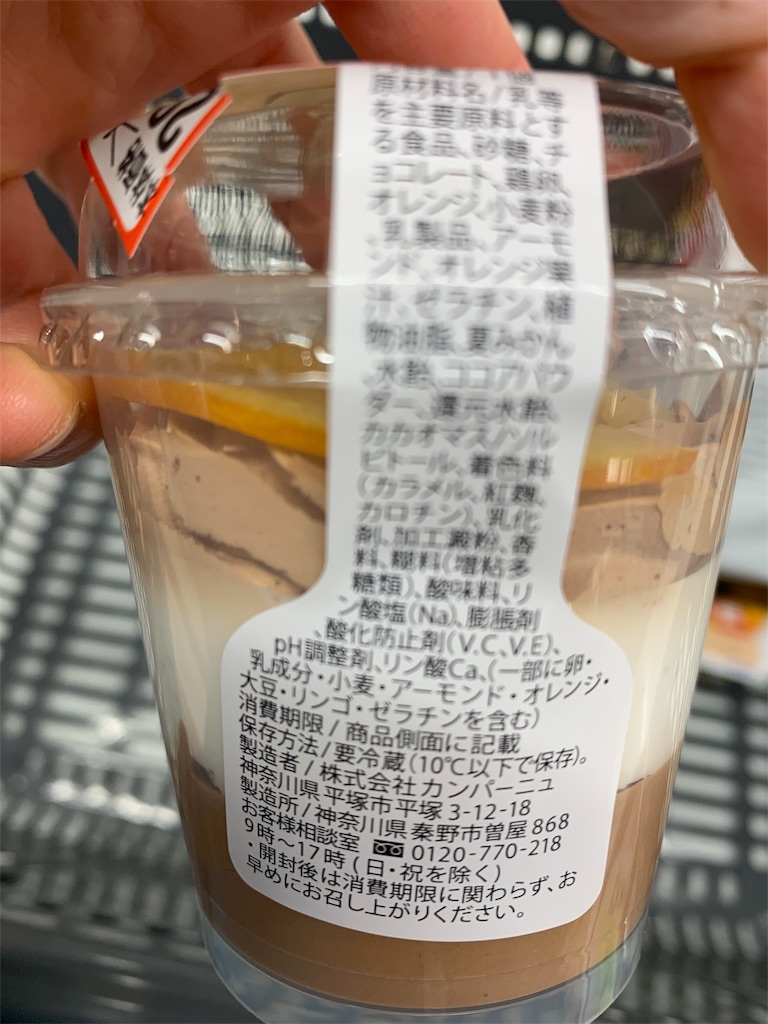 原材料名/乳等
を主要原料とす
る食品、砂糖、チ
ョコレート、鶏卵、
オレンジ、小麦粉
、乳製品、アーモ
ンド、オレンジ果
汁、ゼラチン、植
物油脂、夏みかん
、水飴、ココアパウ
ダー、還元水飴、
カカオマス/ソル
ビトール、着色料
(カラメル、紅麹、
カロチン)、乳化
剤、加工澱粉、香
料、糊料(増粘多
糖類)、酸味料、リ
ン酸塩(Na)、膨脹剤
、酸化防止剤(V.C、V.E)、
pH調整剤、リン酸Ca、(一部に卵・
乳成分・小麦・アーモンド・オレンジ・
大豆・リンゴ・ゼラチンを含む)
消費期限/商品側面に記載
保存方法/要冷蔵(10℃以下で保存)。
製造者/株式会社カンパーニュ
神奈川県平塚市平塚3-12-18
製造所/神奈川県秦野市曽屋868
お客様相談室 0120-770-218
9時～17時(日・祝を除く)
・開封後は消費期限に関わらず、お
早めにお召し上がりください。